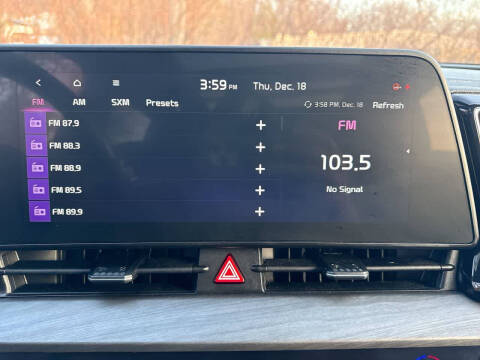 3:59 PM Thu, Dec. 18
FM AM SXM Presets 3:58 PM, Dec. 18 Refresh
FM 87.9 +
FM 88.3 +
FM 88.9 +
FM 89.5 +
FM 89.9 +
FM
103.5
No Signal